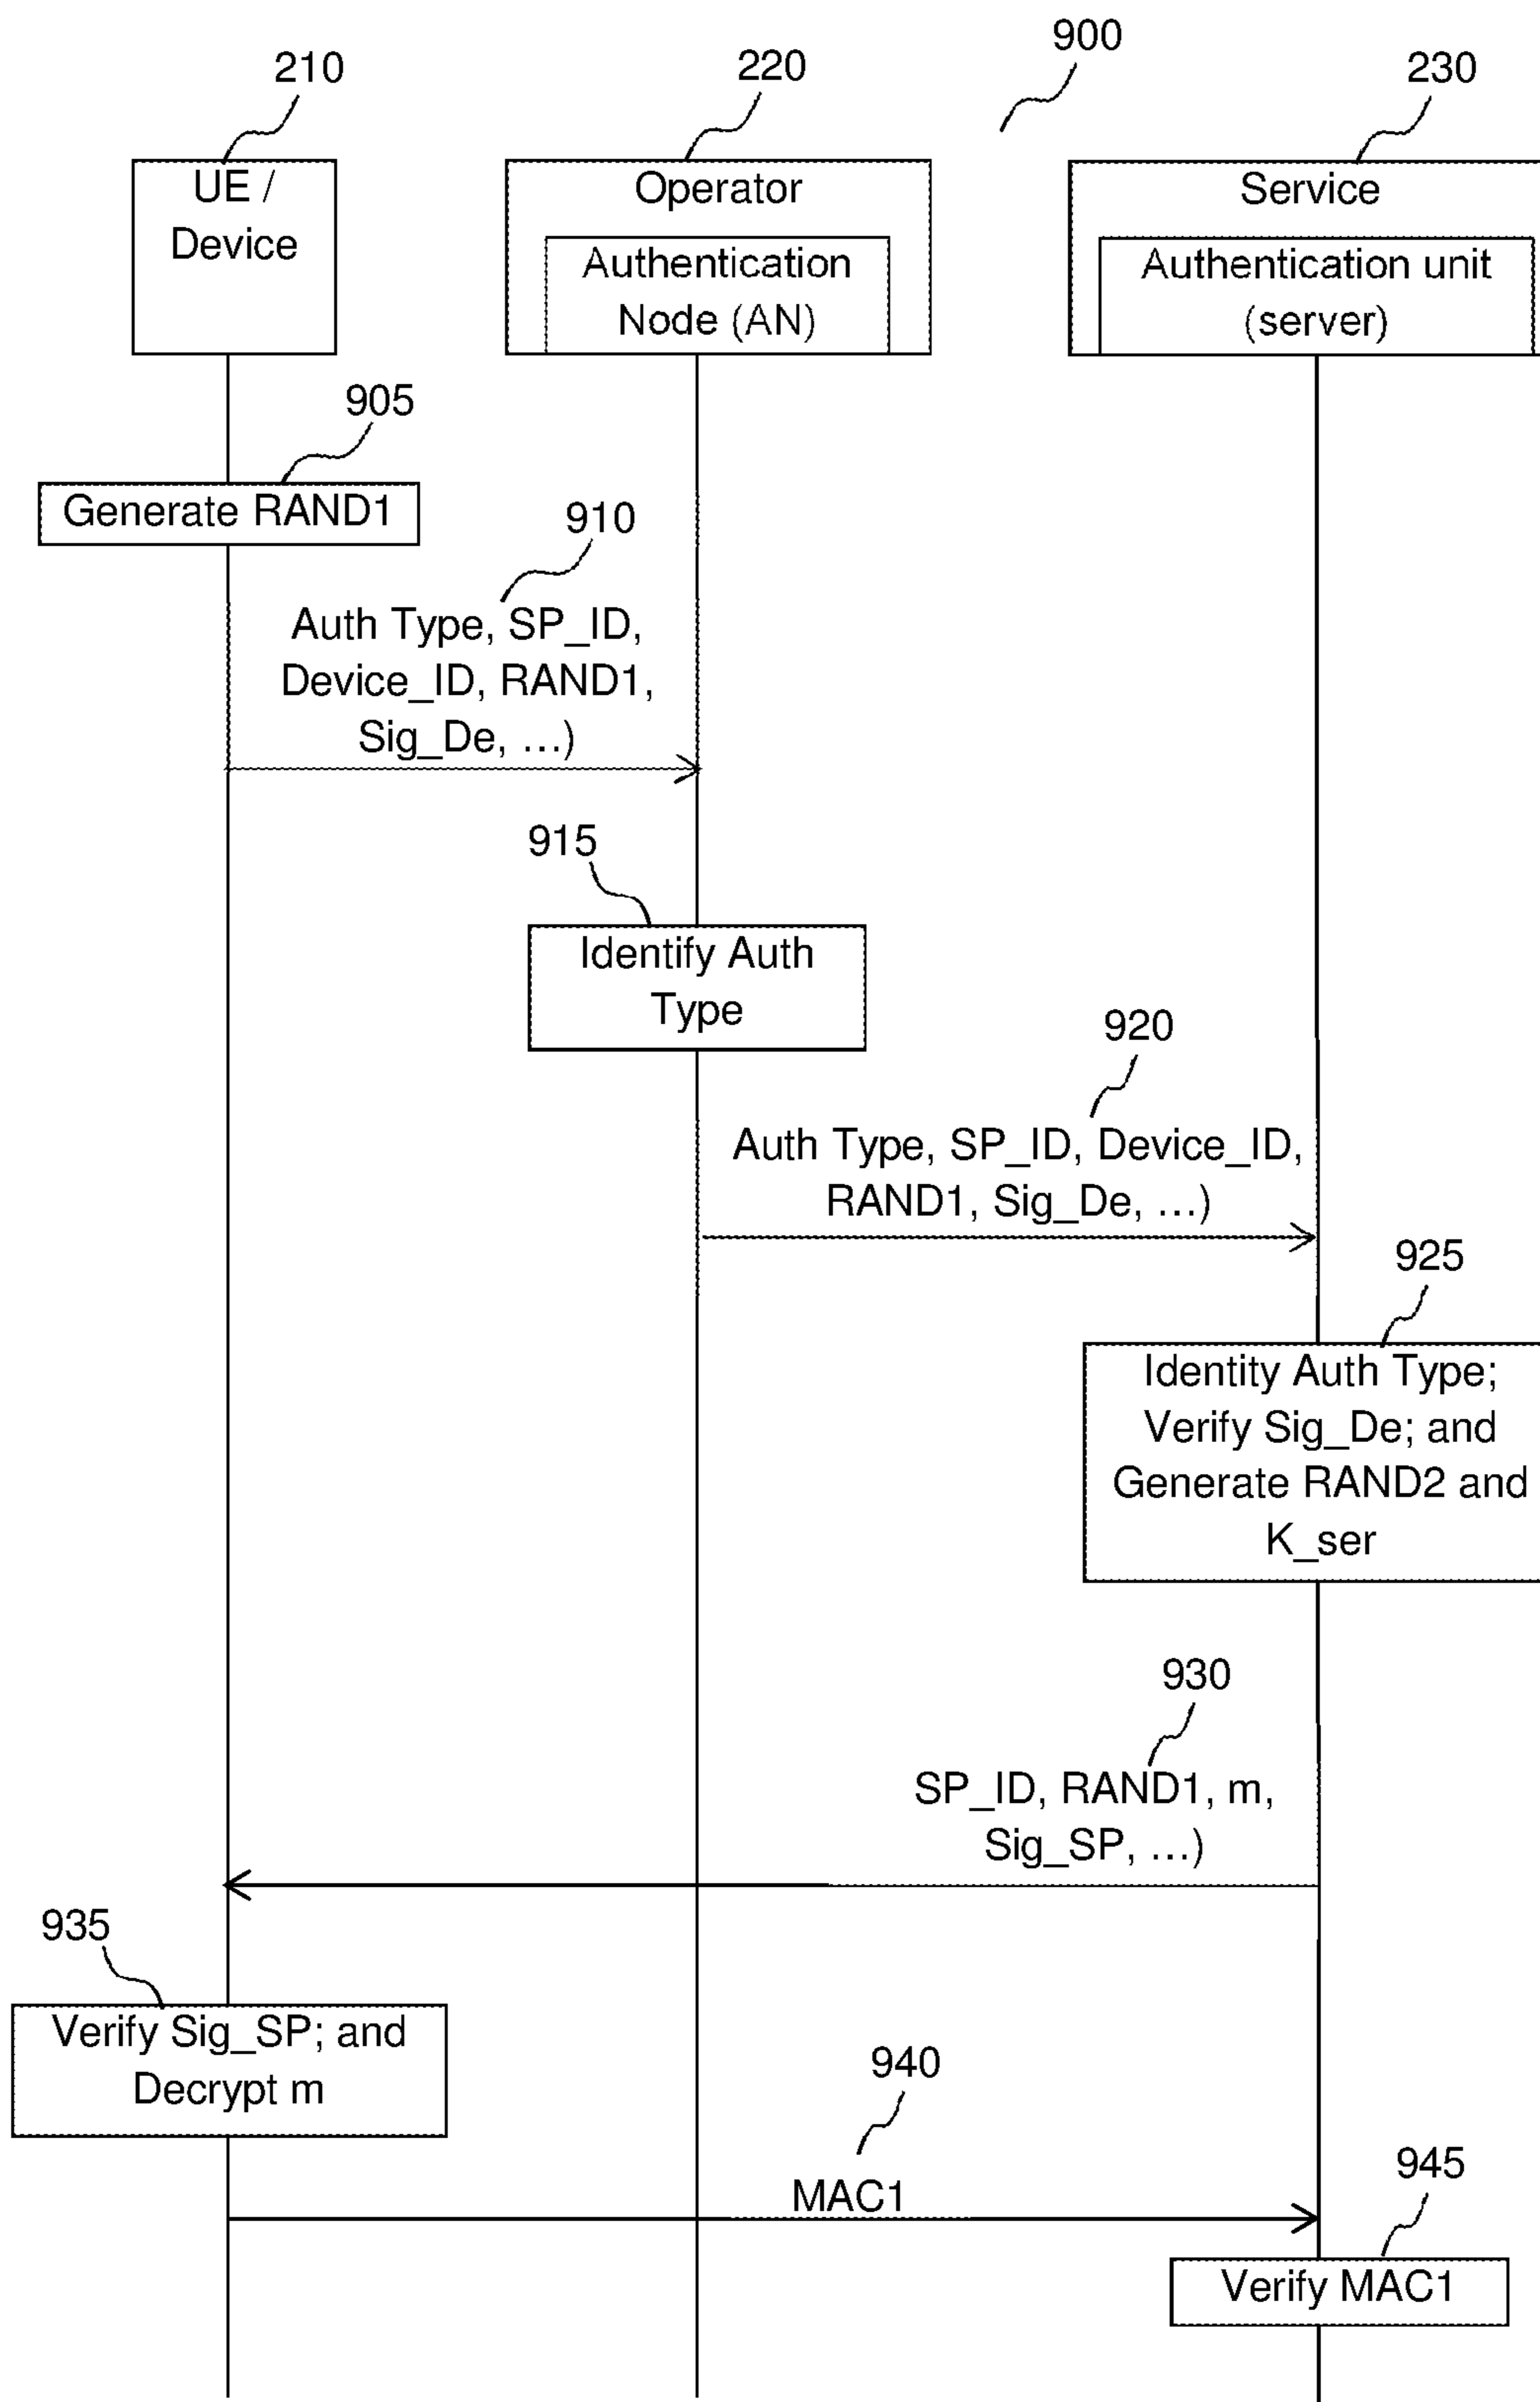 900
210
220
230
UE /
Device
Operator
Authentication
Node (AN)
Service
Authentication unit
(server)
905
Generate RAND1
910
Auth Type, SP_ID,
Device_ID, RAND1,
Sig_De, ...)
915
Identify Auth
Type
920
Auth Type, SP_ID, Device_ID,
RAND1, Sig_De, ...)
925
Identity Auth Type;
Verify Sig_De; and
Generate RAND2 and
K_ser
930
SP_ID, RAND1, m,
Sig_SP, ...)
935
Verify Sig_SP; and
Decrypt m
940
MAC1
945
Verify MAC1